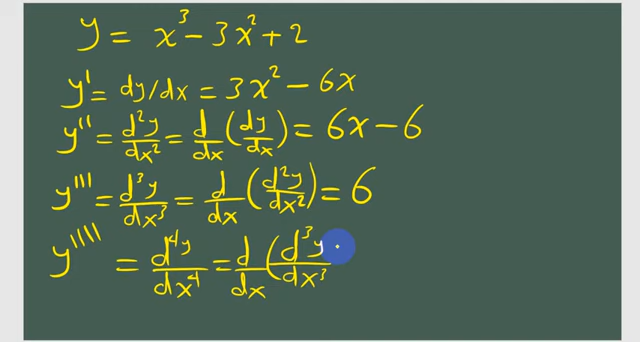 y = x³ - 3x² + 2
y' = dy/dx = 3x² - 6x
y'' = d²y/dx² = d/dx (dy/dx) = 6x - 6
y''' = d³y/dx³ = d/dx (d²y/dx²) = 6
y'''' = d⁴y/dx⁴ = d/dx (d³y/dx³